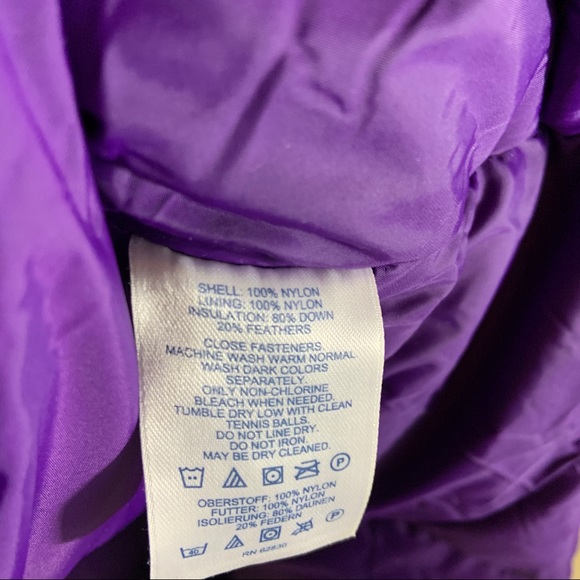 SHELL: 100% NYLON
LINING: 100% NYLON
INSULATION: 80% DOWN
20% FEATHERS
CLOSE FASTENERS.
MACHINE WASH WARM NORMAL
WASH DARK COLORS
SEPARATELY.
ONLY NON-CHLORINE
BLEACH WHEN NEEDED.
TUMBLE DRY LOW WITH CLEAN
TENNIS BALLS.
DO NOT LINE DRY.
DO NOT IRON.
MAY BE DRY CLEANED.
P
OBERSTOFF: 100% NYLON
FUTTER: 100% NYLON
ISOLIERUNG: 80% DAUNEN
20% FEDERN
40 P
RN 62830